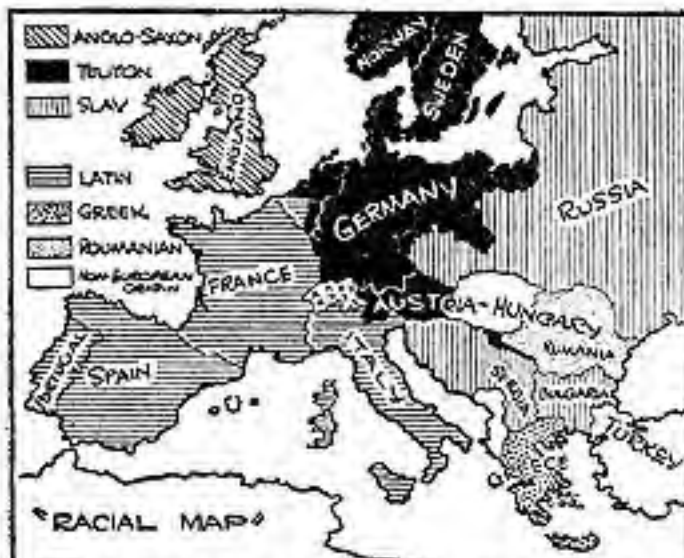 ANGLO-SAXON
TEUTON
SLAV
LATIN
GREEK
ROUMANIAN
NON-EUROPEAN
ORIGIN
NORWAY
SWEDEN
ENGLAND
GERMANY
RUSSIA
FRANCE
AUSTRIA-HUNGARY
RUMANIA
PORTUGAL
SPAIN
ITALY
SERBIA
BULGARIA
TURKEY
"RACIAL MAP"